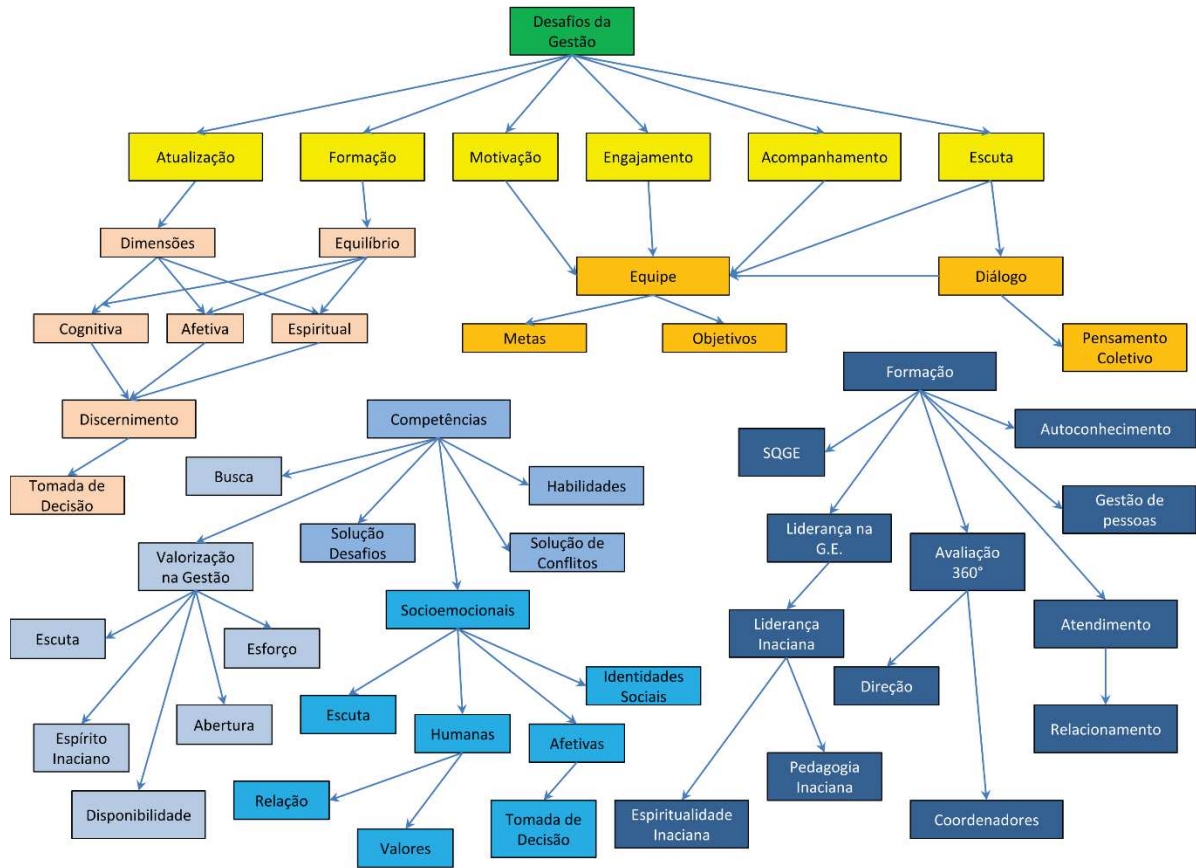 Desafios da
Gestão
Atualização
Formação
Motivação
Engajamento
Acompanhamento
Escuta
Dimensões
Equilíbrio
Equipe
Diálogo
Cognitiva
Afetiva
Espiritual
Metas
Objetivos
Pensamento
Coletivo
Discernimento
Tomada de
Decisão
Competências
Busca
Habilidades
Solução
Desafios
Solução de
Conflitos
Valorização
na Gestão
Escuta
Esforço
Espírito
Inaciano
Abertura
Disponibilidade
Socioemocionais
Escuta
Identidades
Sociais
Humanas
Afetivas
Relação
Valores
Tomada de
Decisão
Formação
SQGE
Autoconhecimento
Liderança na
G.E.
Avaliação
360°
Gestão de
pessoas
Liderança
Inaciana
Atendimento
Direção
Relacionamento
Pedagogia
Inaciana
Espiritualidade
Inaciana
Coordenadores